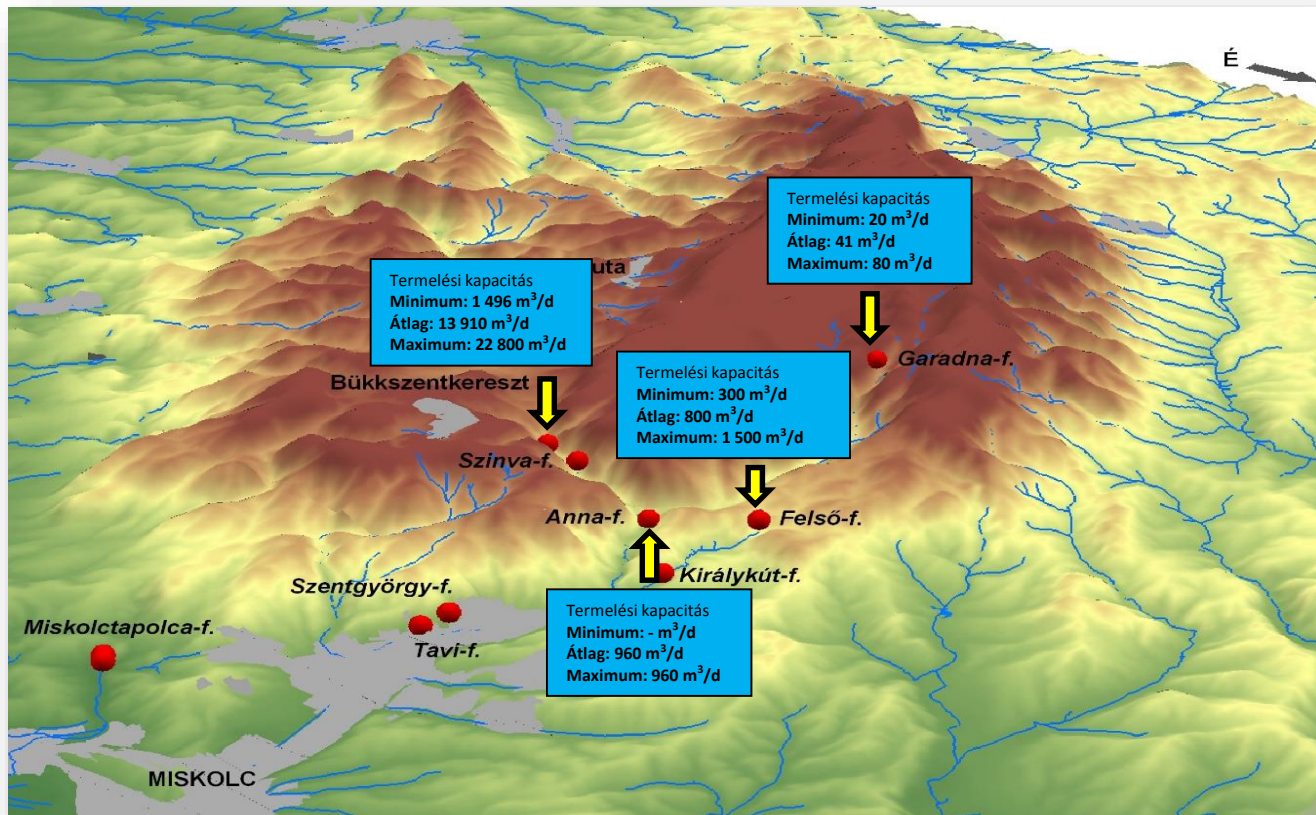 É
Termelési kapacitás
Minimum: 20 m³/d
Átlag: 41 m³/d
Maximum: 80 m³/d
uta
Termelési kapacitás
Minimum: 1 496 m³/d
Átlag: 13 910 m³/d
Maximum: 22 800 m³/d
Garadna-f.
Termelési kapacitás
Minimum: 300 m³/d
Átlag: 800 m³/d
Maximum: 1 500 m³/d
Bükkszentkereszt
Szinva-f.
Anna-f.
Felső-f.
Királykút-f.
Szentgyörgy-f.
Tavi-f.
Miskolctapolca-f.
Termelési kapacitás
Minimum: - m³/d
Átlag: 960 m³/d
Maximum: 960 m³/d
MISKOLC